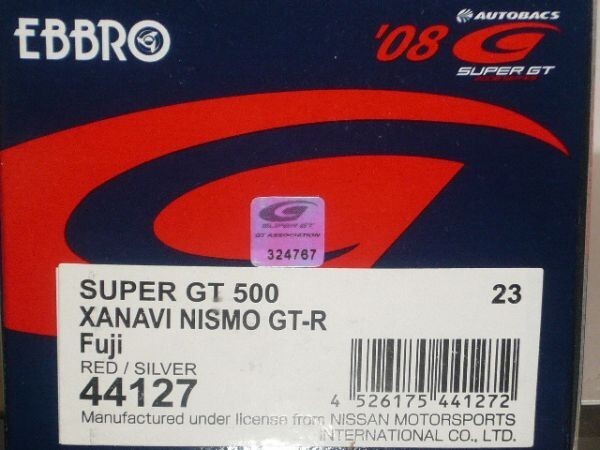 EBBRO
AUTOBACS
'08
SUPER GT
SUPER GT
GT ASSOCIATION
324767
SUPER GT 500 23
XANAVI NISMO GT-R
Fuji
RED / SILVER
44127
4 526175 441272
Manufactured under license from NISSAN MOTORSPORTS
INTERNATIONAL CO., LTD.